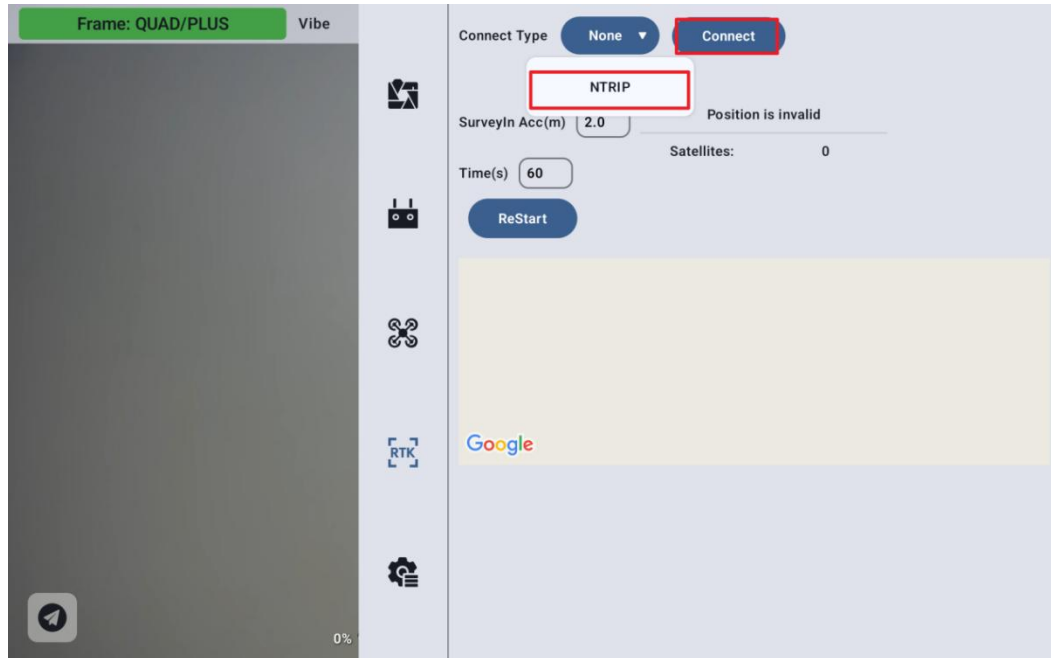 Frame: QUAD/PLUS Vibe
Connect Type None ▼ Connect
NTRIP
SurveyIn Acc(m) 2.0 Position is invalid
Satellites: 0
Time(s) 60
ReStart
RTK
Google
0%